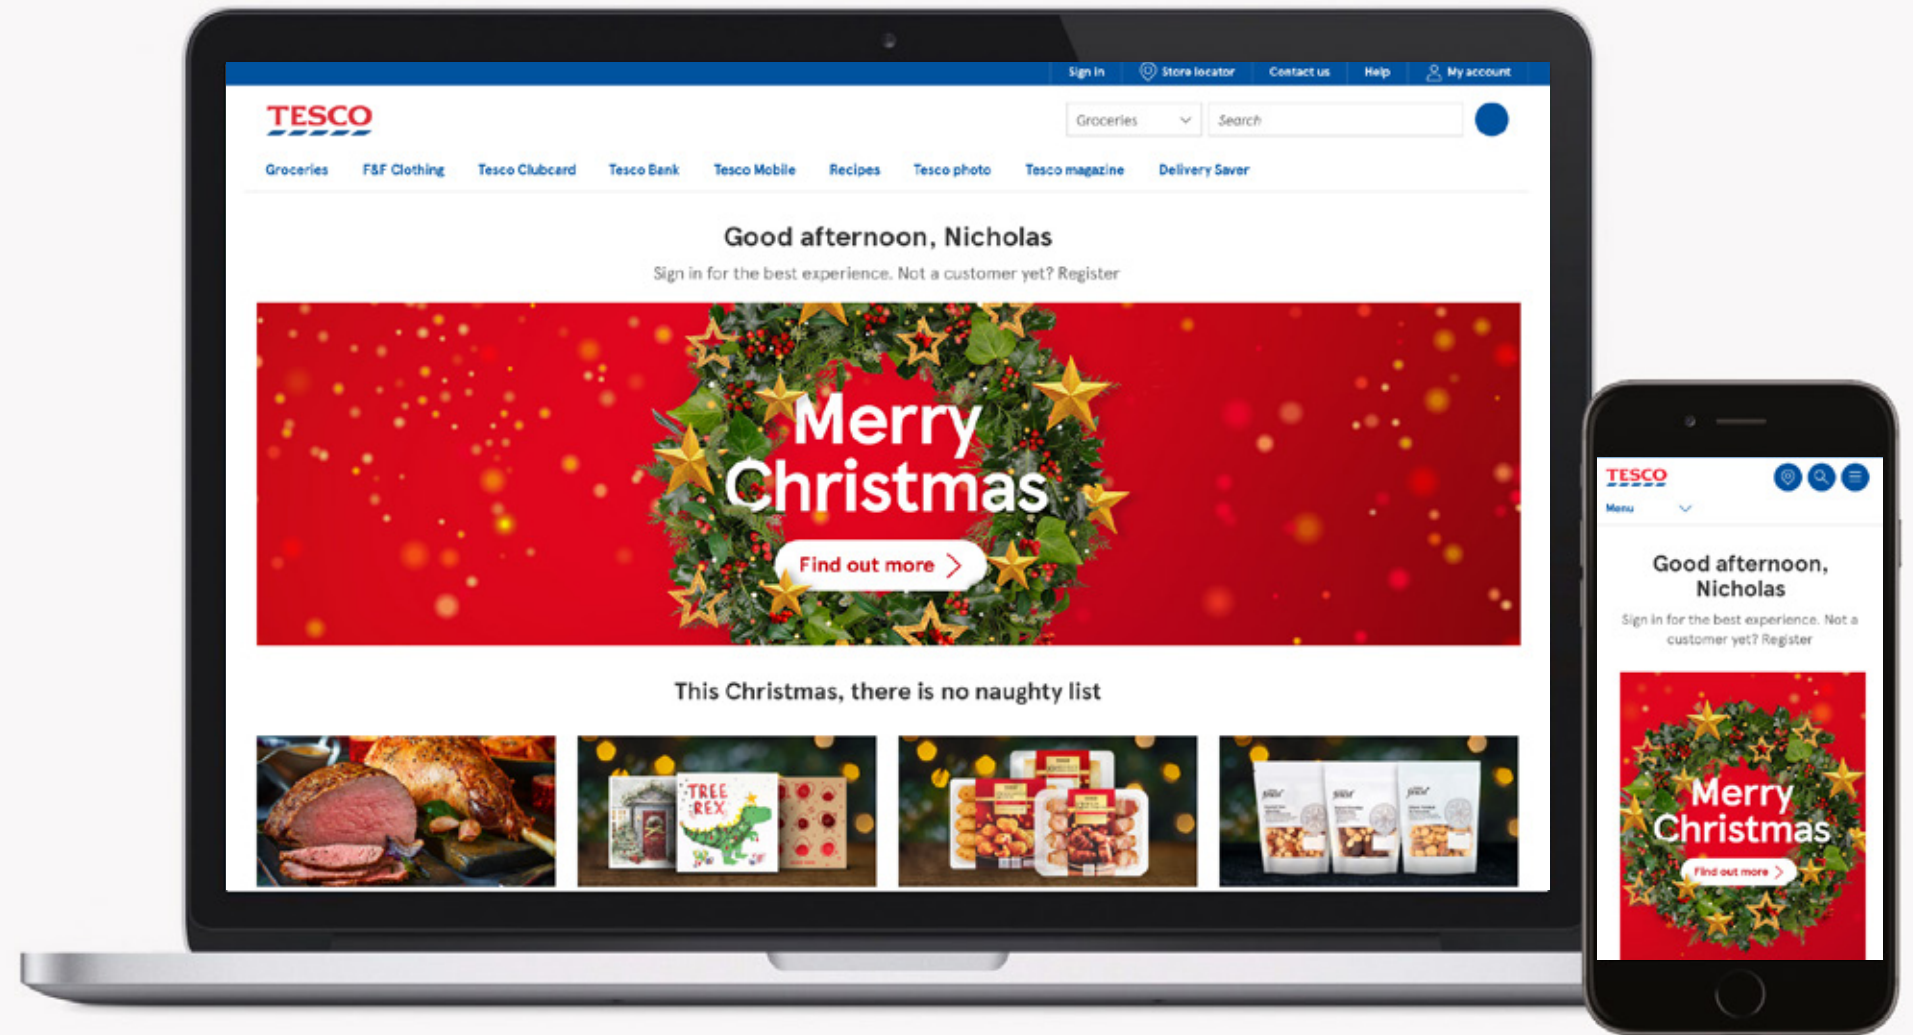 Sign in
Store locator
Contact us
Help
My account
TESCO
Groceries
Search
Groceries
F&F Clothing
Tesco Clubcard
Tesco Bank
Tesco Mobile
Recipes
Tesco photo
Tesco magazine
Delivery Saver
Good afternoon, Nicholas
Sign in for the best experience. Not a customer yet? Register
Merry
Christmas
Find out more
This Christmas, there is no naughty list
TREE
REX
finest
finest
finest
TESCO
Menu
Good afternoon,
Nicholas
Sign in for the best experience. Not a
customer yet? Register
Merry
Christmas
Find out more